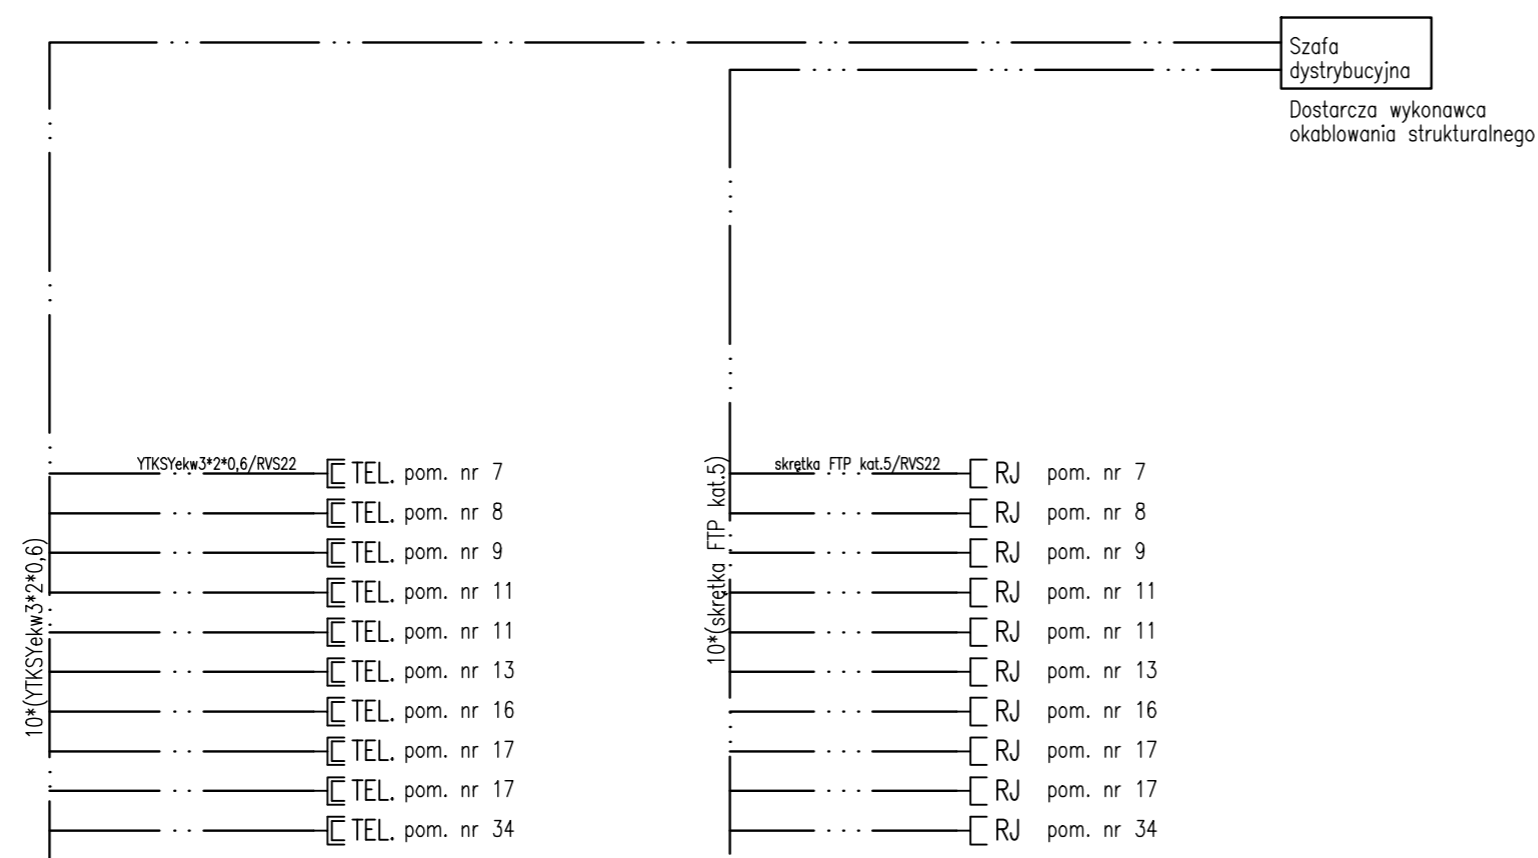 Szafa
dystrybucyjna
Dostarcza wykonawca
okablowania strukturalnego
10*(YTKSYekw3*2*0,6)
YTKSYekw3*2*0,6/RVS22
TEL. pom. nr 7
TEL. pom. nr 8
TEL. pom. nr 9
TEL. pom. nr 11
TEL. pom. nr 11
TEL. pom. nr 13
TEL. pom. nr 16
TEL. pom. nr 17
TEL. pom. nr 17
TEL. pom. nr 34
10*(skrętka FTP kat.5)
skrętka FTP kat.5/RVS22
RJ pom. nr 7
RJ pom. nr 8
RJ pom. nr 9
RJ pom. nr 11
RJ pom. nr 11
RJ pom. nr 13
RJ pom. nr 16
RJ pom. nr 17
RJ pom. nr 17
RJ pom. nr 34